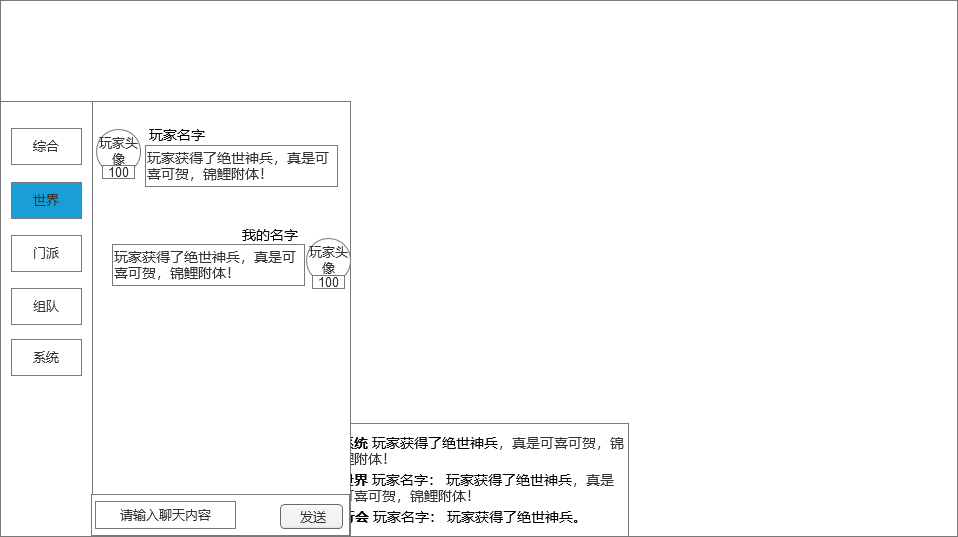 综合
世界
门派
组队
系统
玩家头
像
100
玩家名字
玩家获得了绝世神兵，真是可
喜可贺，锦鲤附体！
我的名字
玩家获得了绝世神兵，真是可
喜可贺，锦鲤附体！
玩家头
像
100
统 玩家获得了绝世神兵，真是可喜可贺，锦
附体！
界 玩家名字： 玩家获得了绝世神兵，真是
喜可贺，锦鲤附体！
会 玩家名字： 玩家获得了绝世神兵。
请输入聊天内容
发送